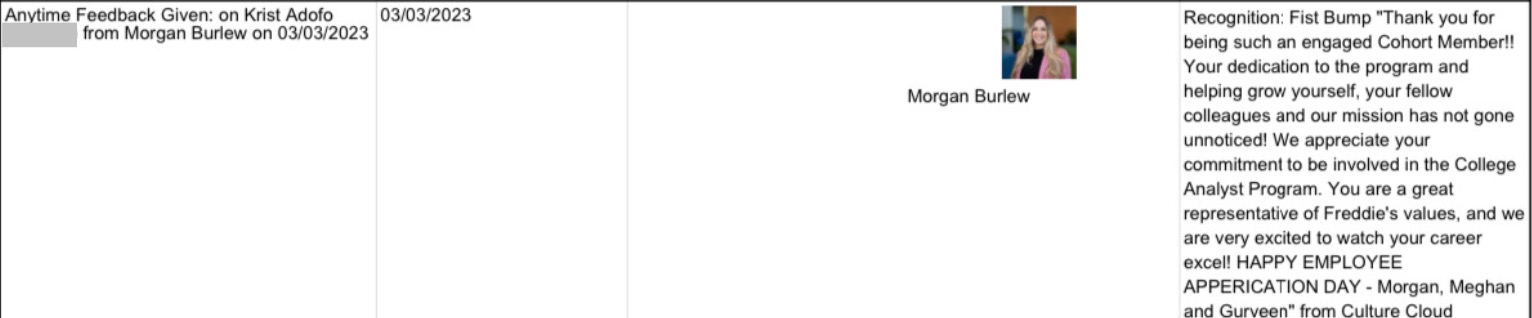 Anytime Feedback Given: on Krist Adofo
from Morgan Burlew on 03/03/2023
03/03/2023
Morgan Burlew
Recognition: Fist Bump "Thank you for
being such an engaged Cohort Member!!
Your dedication to the program and
helping grow yourself, your fellow
colleagues and our mission has not gone
unnoticed! We appreciate your
commitment to be involved in the College
Analyst Program. You are a great
representative of Freddie's values, and we
are very excited to watch your career
excel! HAPPY EMPLOYEE
APPERICATION DAY - Morgan, Meghan
and Gurveen" from Culture Cloud